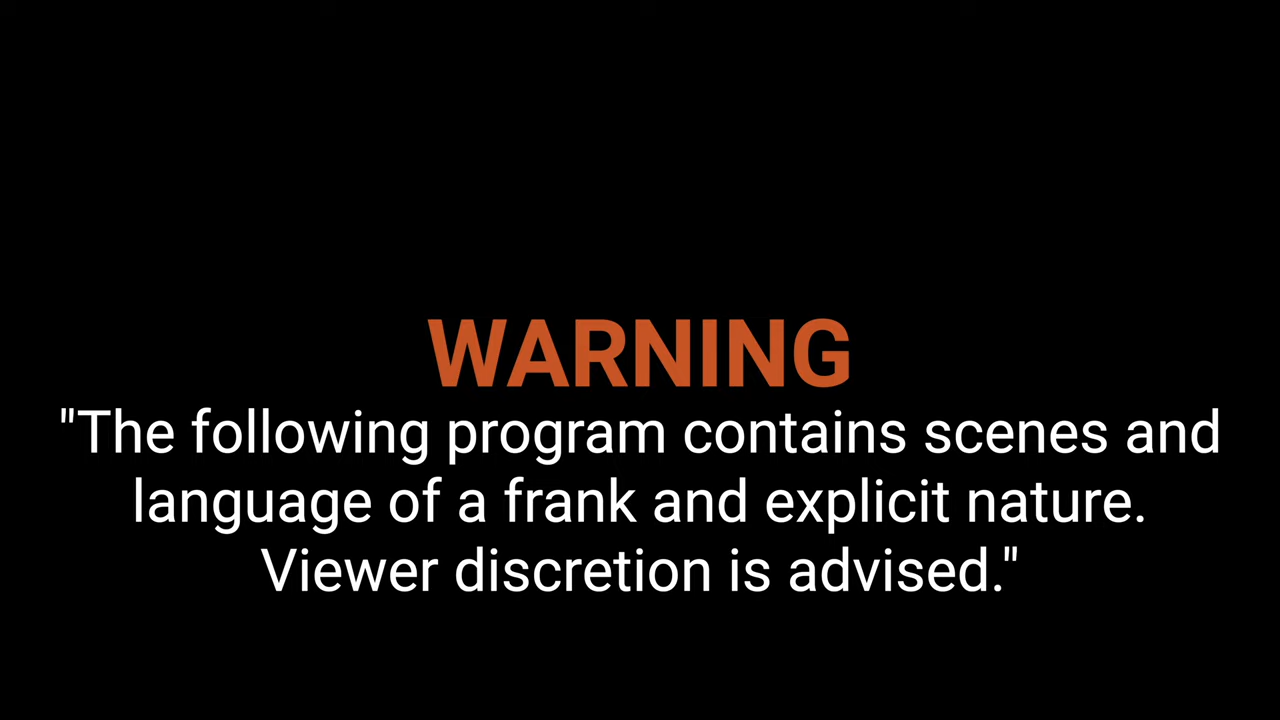 WARNING
"The following program contains scenes and
language of a frank and explicit nature.
Viewer discretion is advised."